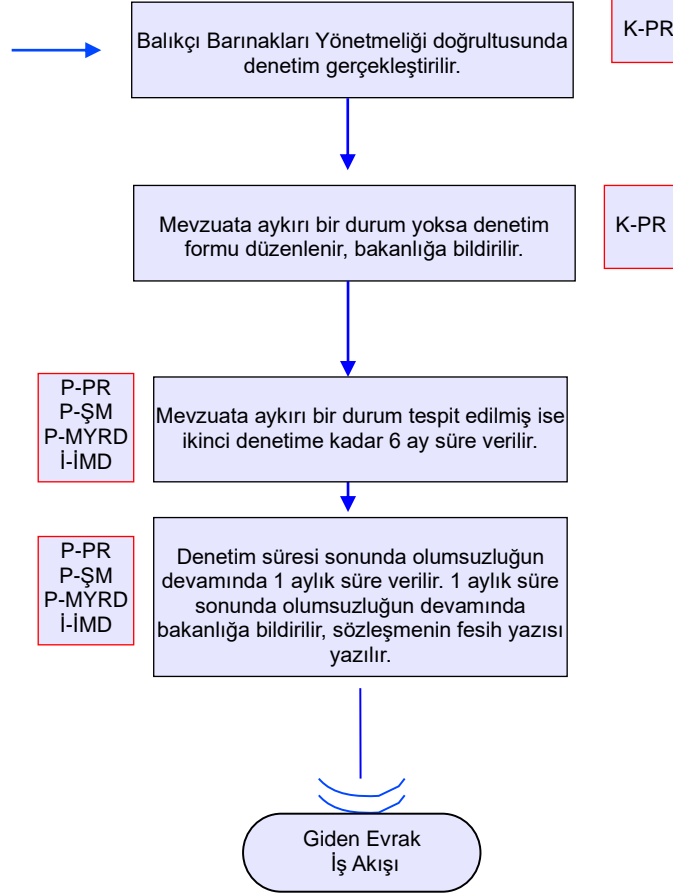 Balıkçı Barınakları Yönetmeliği doğrultusunda
denetim gerçekleştirilir.
K-PR
Mevzuata aykırı bir durum yoksa denetim
formu düzenlenir, bakanlığa bildirilir.
K-PR
P-PR
P-ŞM
P-MYRD
İ-İMD
Mevzuata aykırı bir durum tespit edilmiş ise
ikinci denetime kadar 6 ay süre verilir.
P-PR
P-ŞM
P-MYRD
İ-İMD
Denetim süresi sonunda olumsuzluğun
devamında 1 aylık süre verilir. 1 aylık süre
sonunda olumsuzluğun devamında
bakanlığa bildirilir, sözleşmenin fesih yazısı
yazılır.
Giden Evrak
İş Akışı